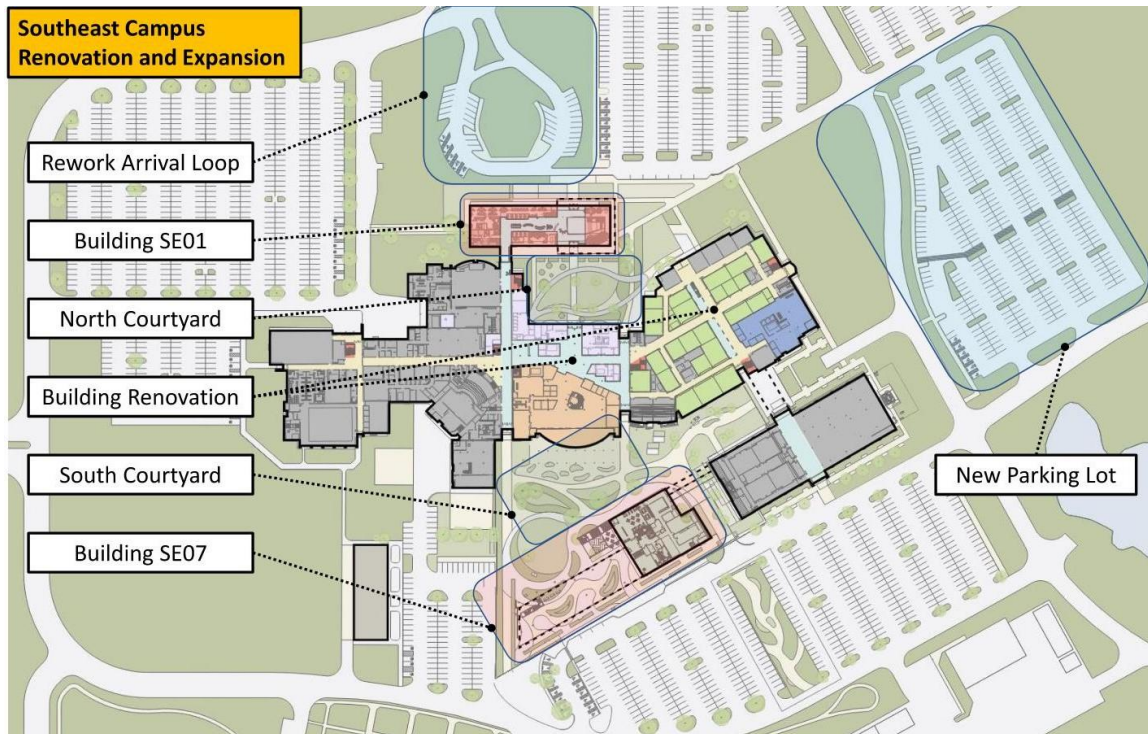 Southeast Campus
Renovation and Expansion
Rework Arrival Loop
Building SE01
North Courtyard
Building Renovation
South Courtyard
Building SE07
New Parking Lot